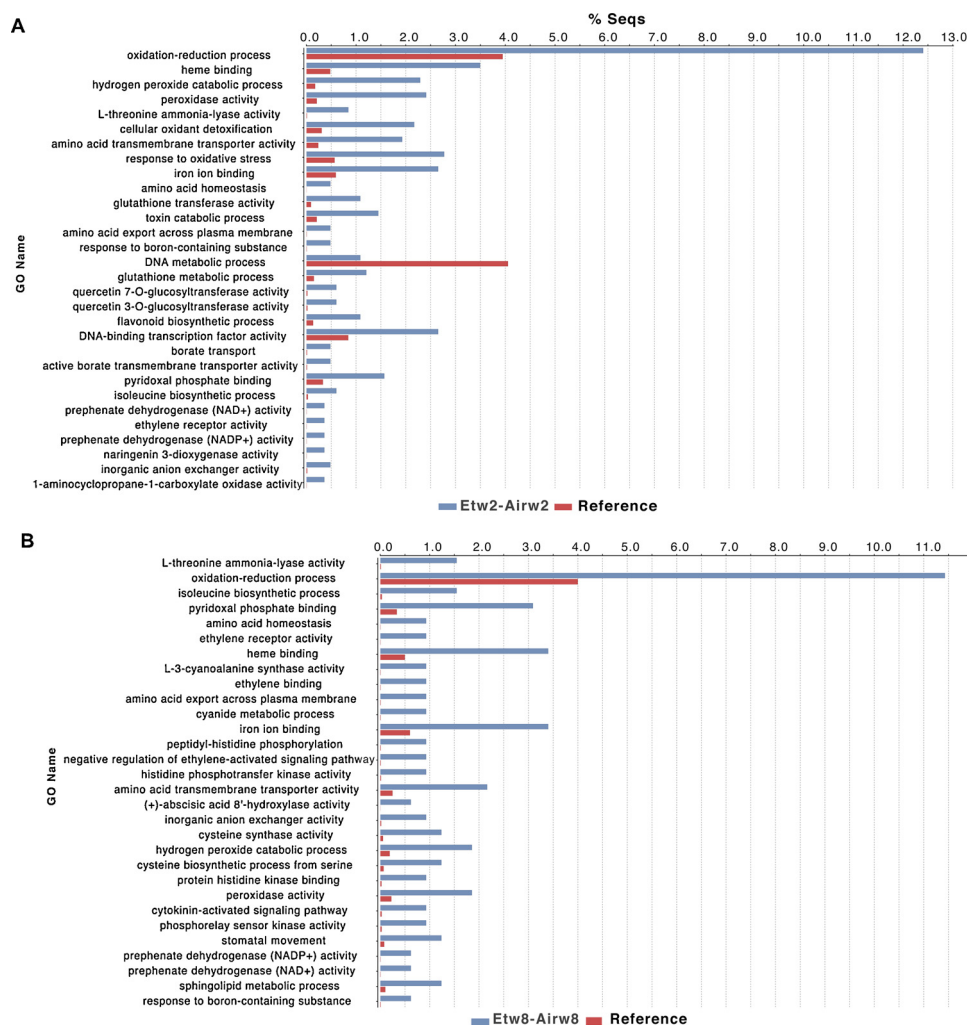 A
% Seqs
0.0 1.0 2.0 3.0 4.0 5.0 6.0 7.0 8.0 9.0 10.0 11.0 12.0 13.0
GO Name
oxidation-reduction process
heme binding
hydrogen peroxide catabolic process
peroxidase activity
L-threonine ammonia-lyase activity
cellular oxidant detoxification
amino acid transmembrane transporter activity
response to oxidative stress
iron ion binding
amino acid homeostasis
glutathione transferase activity
toxin catabolic process
amino acid export across plasma membrane
response to boron-containing substance
DNA metabolic process
glutathione metabolic process
quercetin 7-O-glucosyltransferase activity
quercetin 3-O-glucosyltransferase activity
flavonoid biosynthetic process
DNA-binding transcription factor activity
borate transport
active borate transmembrane transporter activity
pyridoxal phosphate binding
isoleucine biosynthetic process
prephenate dehydrogenase (NAD+) activity
ethylene receptor activity
prephenate dehydrogenase (NADP+) activity
naringenin 3-dioxygenase activity
inorganic anion exchanger activity
1-aminocyclopropane-1-carboxylate oxidase activity
Etw2-Airw2 Reference
B
0.0 1.0 2.0 3.0 4.0 5.0 6.0 7.0 8.0 9.0 10.0 11.0
GO Name
L-threonine ammonia-lyase activity
oxidation-reduction process
isoleucine biosynthetic process
pyridoxal phosphate binding
amino acid homeostasis
ethylene receptor activity
heme binding
L-3-cyanoalanine synthase activity
ethylene binding
amino acid export across plasma membrane
cyanide metabolic process
iron ion binding
peptidyl-histidine phosphorylation
negative regulation of ethylene-activated signaling pathway
histidine phosphotransfer kinase activity
amino acid transmembrane transporter activity
(+)-abscisic acid 8'-hydroxylase activity
inorganic anion exchanger activity
cysteine synthase activity
hydrogen peroxide catabolic process
cysteine biosynthetic process from serine
protein histidine kinase binding
peroxidase activity
cytokinin-activated signaling pathway
phosphorelay sensor kinase activity
stomatal movement
prephenate dehydrogenase (NADP+) activity
prephenate dehydrogenase (NAD+) activity
sphingolipid metabolic process
response to boron-containing substance
Etw8-Airw8 Reference